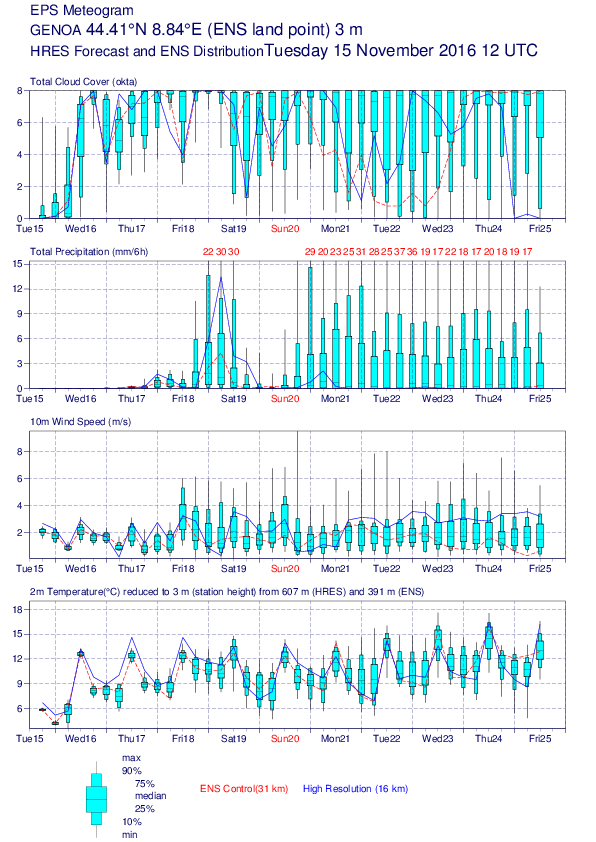 EPS Meteogram
GENOA 44.41°N 8.84°E (ENS land point) 3 m
HRES Forecast and ENS Distribution Tuesday 15 November 2016 12 UTC
Total Cloud Cover (okta)
8
6
4
2
0
Tue15 Wed16 Thu17 Fri18 Sat19 Sun20 Mon21 Tue22 Wed23 Thu24 Fri25
Total Precipitation (mm/6h)
22 30 30 29 20 23 25 31 28 25 37 36 19 17 22 18 17 20 18 19 17
15
12
9
6
3
0
Tue15 Wed16 Thu17 Fri18 Sat19 Sun20 Mon21 Tue22 Wed23 Thu24 Fri25
10m Wind Speed (m/s)
8
6
4
2
Tue15 Wed16 Thu17 Fri18 Sat19 Sun20 Mon21 Tue22 Wed23 Thu24 Fri25
2m Temperature(°C) reduced to 3 m (station height) from 607 m (HRES) and 391 m (ENS)
18
15
12
9
6
Tue15 Wed16 Thu17 Fri18 Sat19 Sun20 Mon21 Tue22 Wed23 Thu24 Fri25
max
90%
75%
median
25%
10%
min
ENS Control(31 km) High Resolution (16 km)